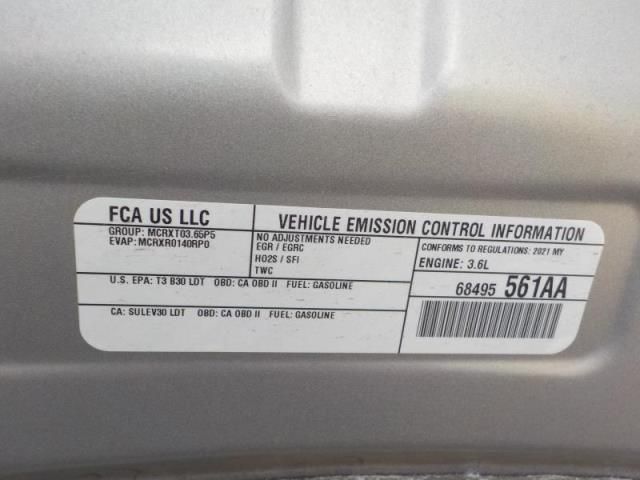 FCA US LLC
GROUP: MCRXT03.65P5
EVAP: MCRXR0140RP0
VEHICLE EMISSION CONTROL INFORMATION
NO ADJUSTMENTS NEEDED
EGR / EGRC
HO2S / SFI
TWC
CONFORMS TO REGULATIONS: 2021 MY
ENGINE: 3.6L
U.S. EPA: T3 B30 LDT OBD: CA OBD II FUEL: GASOLINE
68495 561AA
CA: SULEV30 LDT OBD: CA OBD II FUEL: GASOLINE